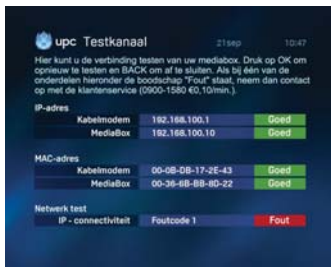 upc Testkanaal 21sep 10:47
Hier kunt u de verbinding testen van uw mediabox. Druk op OK om
opnieuw te testen en BACK om af te sluiten. Als bij één van de
onderdelen hieronder de boodschap "Fout" staat, neem dan contact
op met de klantenservice (0900-1580 €0,10/min.).
IP-adres
Kabelmodem 192.168.100.1 Goed
MediaBox 192.168.100.10 Goed
MAC-adres
Kabelmodem 00-0B-DB-17-2E-43 Goed
MediaBox 00-36-6B-BB-8D-22 Goed
Netwerk test
IP - connectiviteit Foutcode 1 Fout